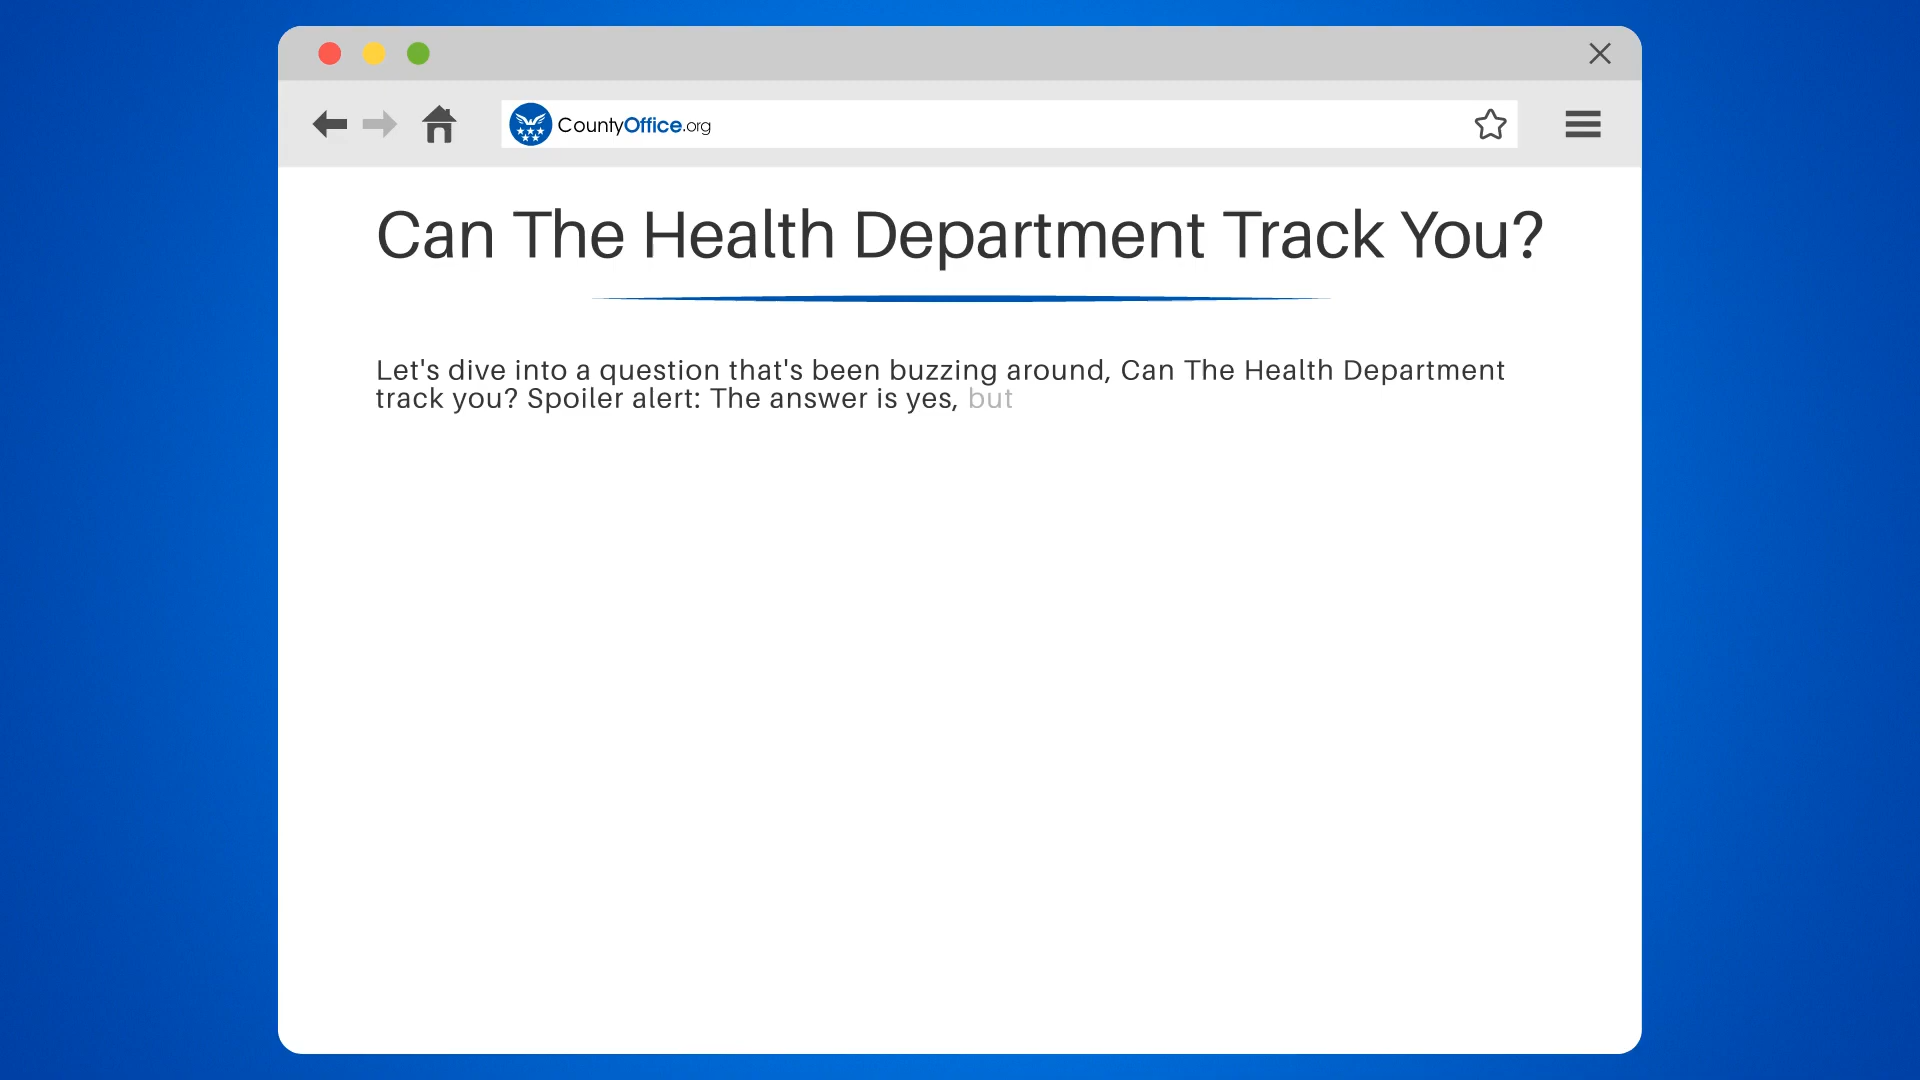 CountyOffice.org
Can The Health Department Track You?
Let's dive into a question that's been buzzing around, Can The Health Department
track you? Spoiler alert: The answer is yes, but